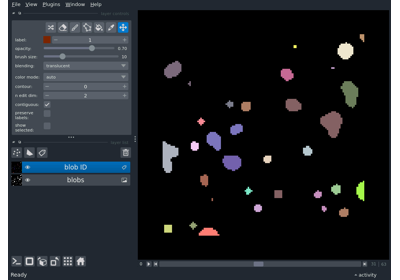 File View Plugins Window Help
label: 1
opacity: 0.70
brush size: 10
blending: translucent
color mode: auto
contour: 0
n edit dim: 2
contiguous:
preserve labels:
show selected:
blob ID
blobs
Ready
activity